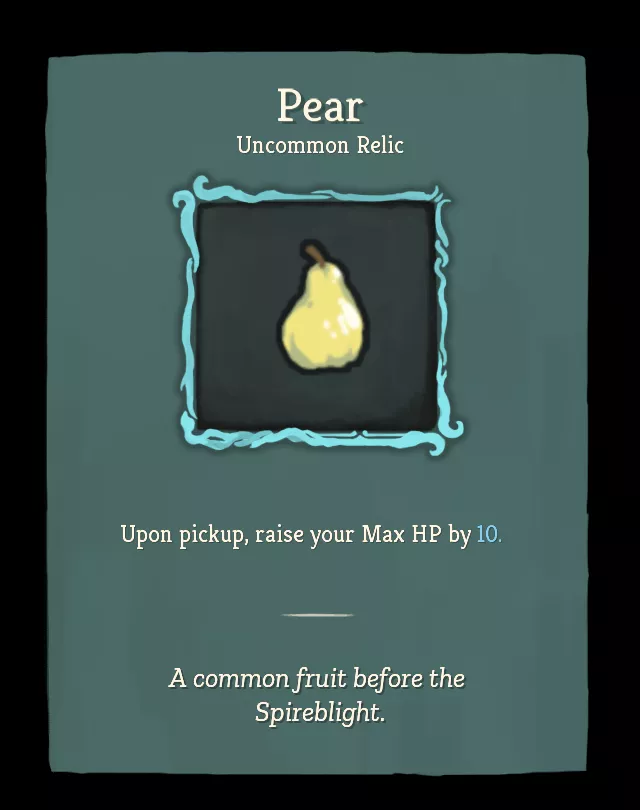 Pear
Uncommon Relic
Upon pickup, raise your Max HP by 10.
A common fruit before the
Spireblight.